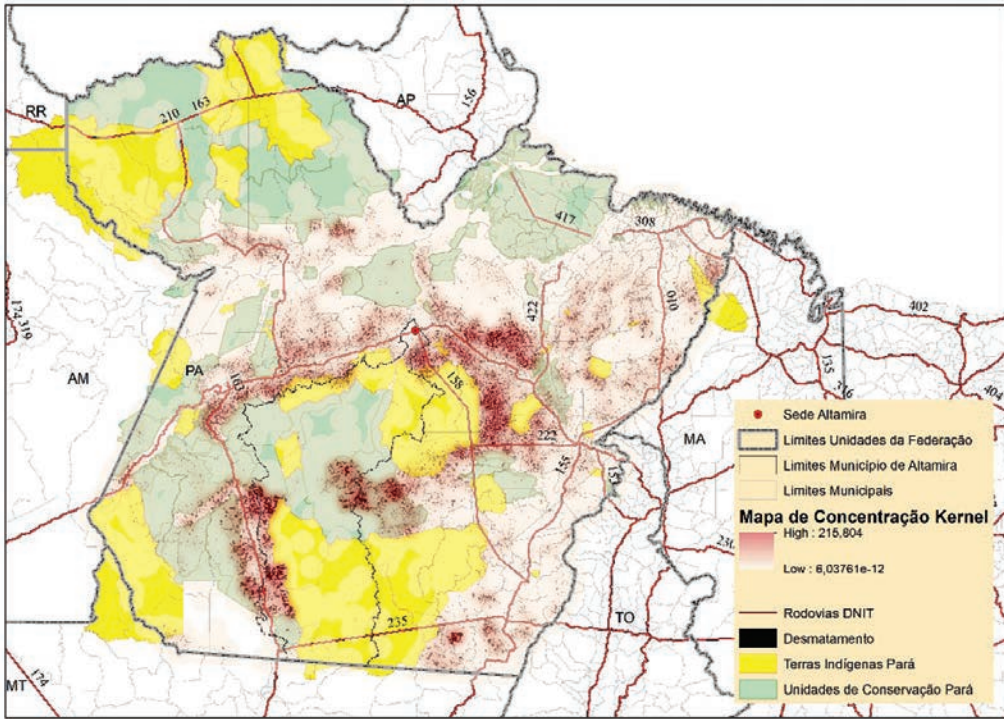 RR
AP
210
163
156
417
308
010
422
402
174
319
AM
PA
163
158
222
155
153
MA
135
316
404
230
235
TO
MT
174
Sede Altamira
Limites Unidades da Federação
Limites Município de Altamira
Limites Municipais
Mapa de Concentração Kernel
High : 215,604
Low : 6,03761e-12
Rodovias DNIT
Desmatamento
Terras Indígenas Pará
Unidades de Conservação Pará